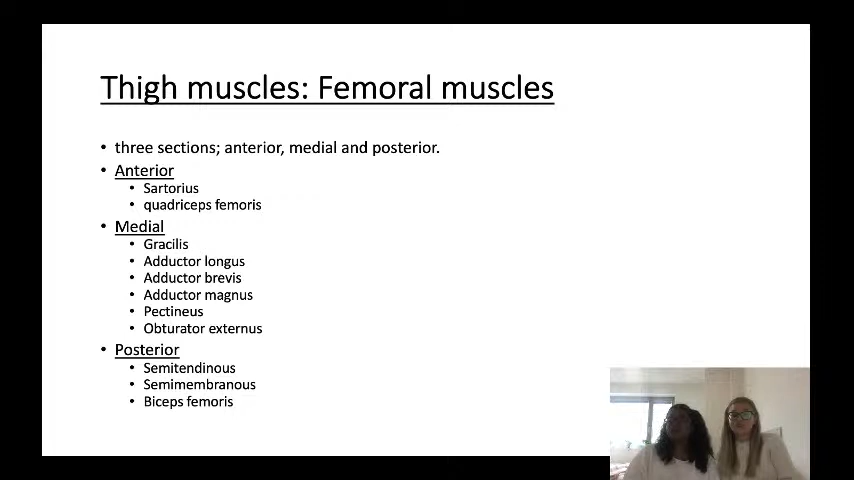 Thigh muscles: Femoral muscles
• three sections; anterior, medial and posterior.
• Anterior
• Sartorius
• quadriceps femoris
• Medial
• Gracilis
• Adductor longus
• Adductor brevis
• Adductor magnus
• Pectineus
• Obturator externus
• Posterior
• Semitendinous
• Semimembranous
• Biceps femoris